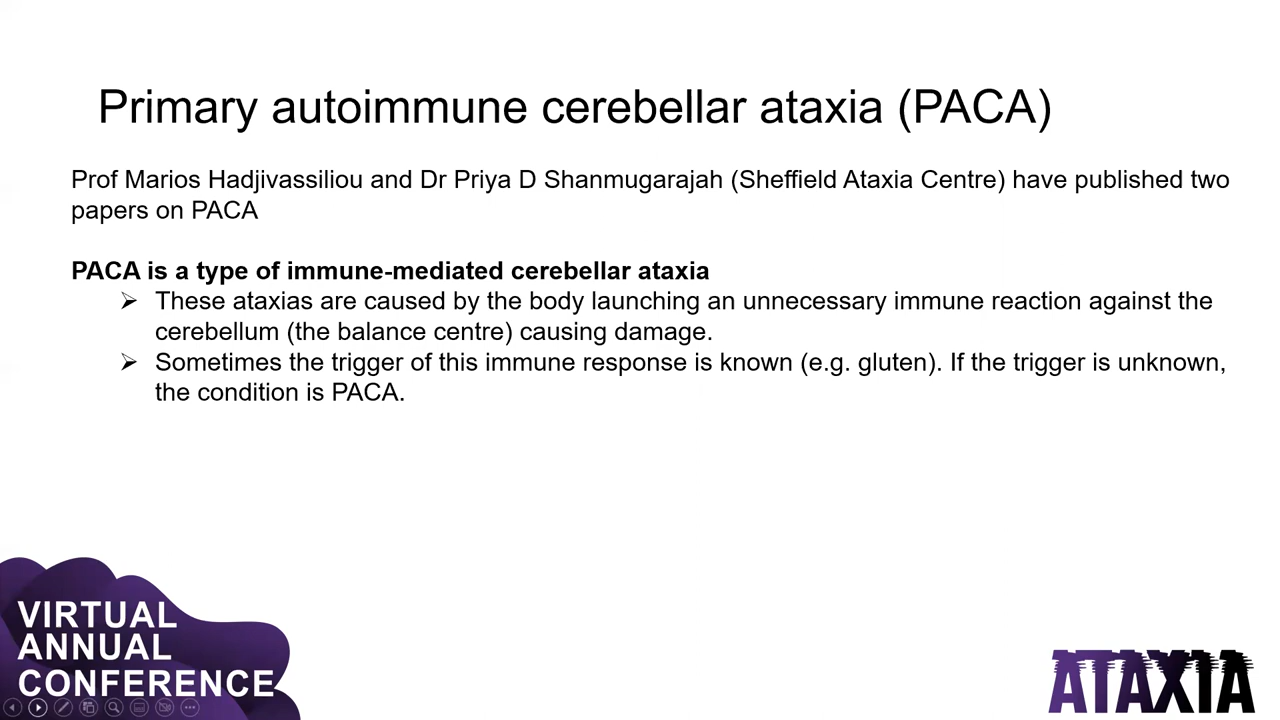 Primary autoimmune cerebellar ataxia (PACA)
Prof Marios Hadjivassiliou and Dr Priya D Shanmugarajah (Sheffield Ataxia Centre) have published two
papers on PACA
PACA is a type of immune-mediated cerebellar ataxia
➢ These ataxias are caused by the body launching an unnecessary immune reaction against the
cerebellum (the balance centre) causing damage.
➢ Sometimes the trigger of this immune response is known (e.g. gluten). If the trigger is unknown,
the condition is PACA.
VIRTUAL
ANNUAL
CONFERENCE
ATAXIA